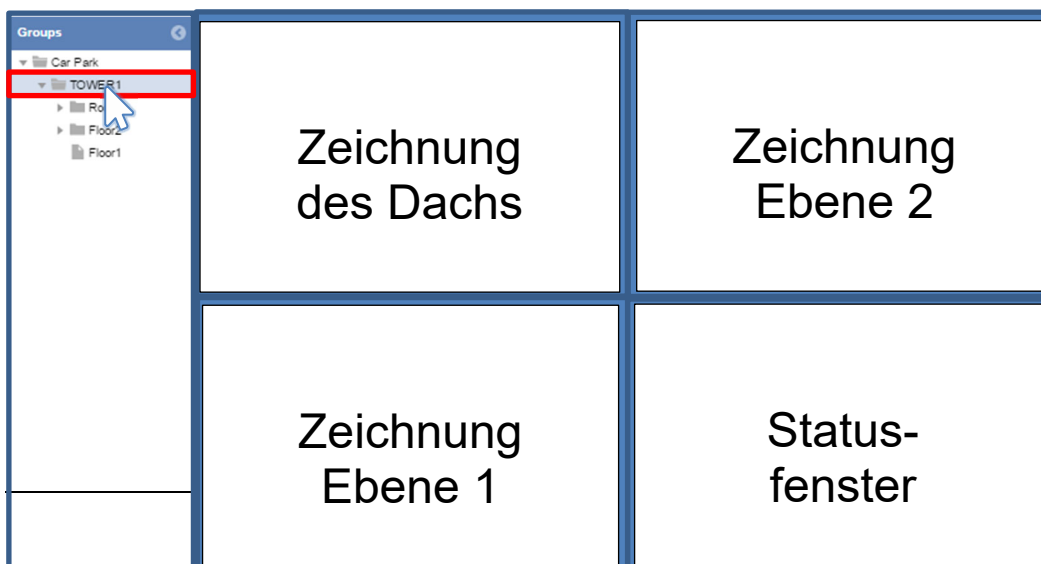 Groups
Car Park
TOWER1
Floor2
Floor1
Zeichnung
des Dachs
Zeichnung
Ebene 2
Zeichnung
Ebene 1
Status-
fenster